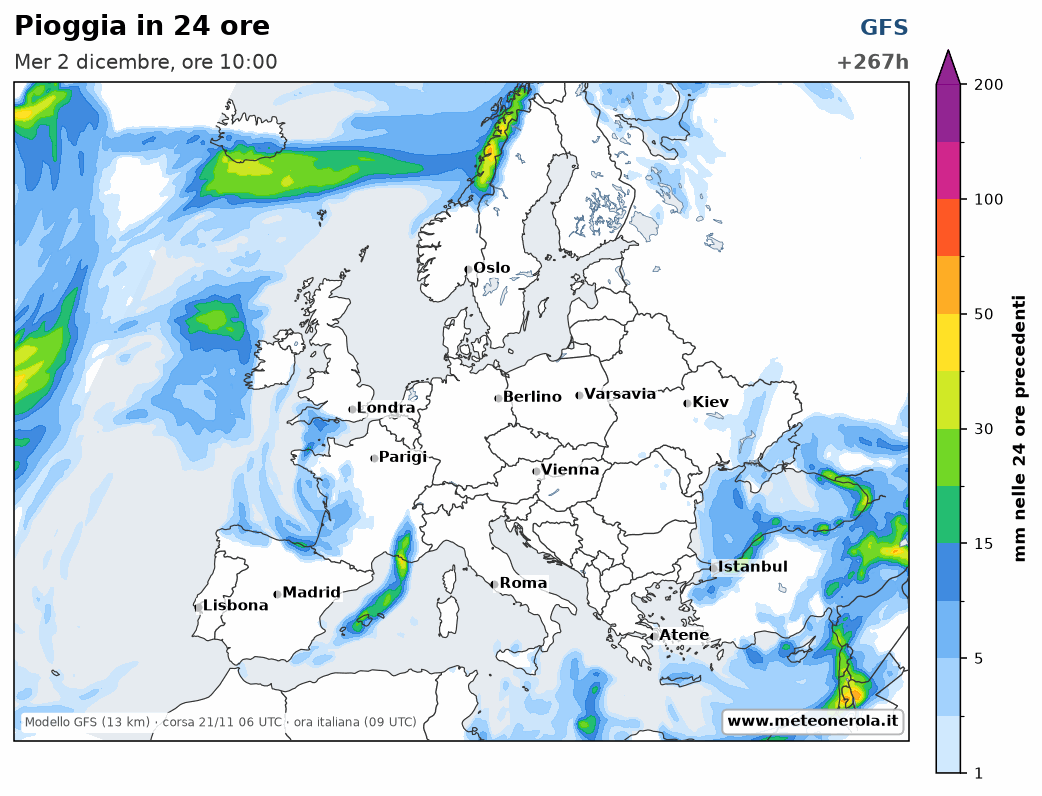 Pioggia in 24 ore
GFS
Mer 2 dicembre, ore 10:00
+267h
200
100
50
30
15
5
1
mm nelle 24 ore precedenti
Oslo
Berlino
Varsavia
Kiev
Londra
Parigi
Vienna
Istanbul
Roma
Madrid
Lisbona
Atene
Modello GFS (13 km) · corsa 21/11 06 UTC · ora italiana (09 UTC)
www.meteonerola.it